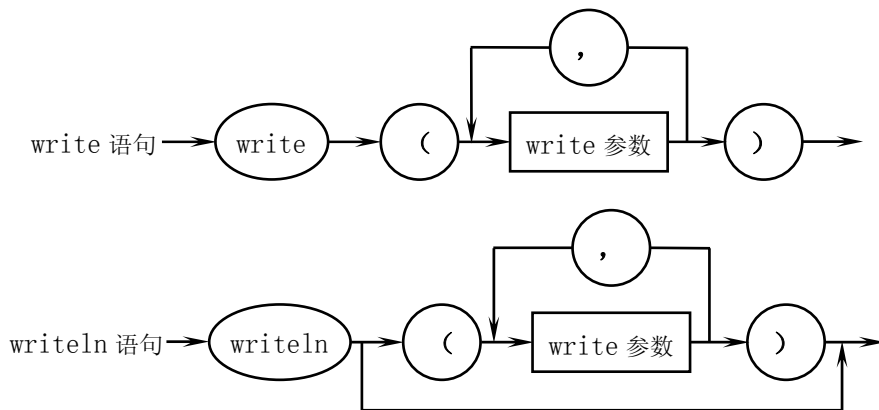 ,
write 语句 write ( write 参数 )
,
writeln 语句 writeln ( write 参数 )